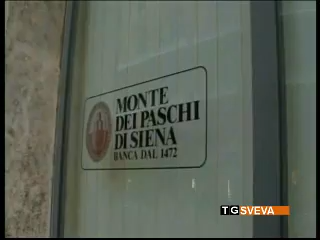 MONTE
DEI PASCHI
DI SIENA
BANCA DAL 1472
TGSVEVA